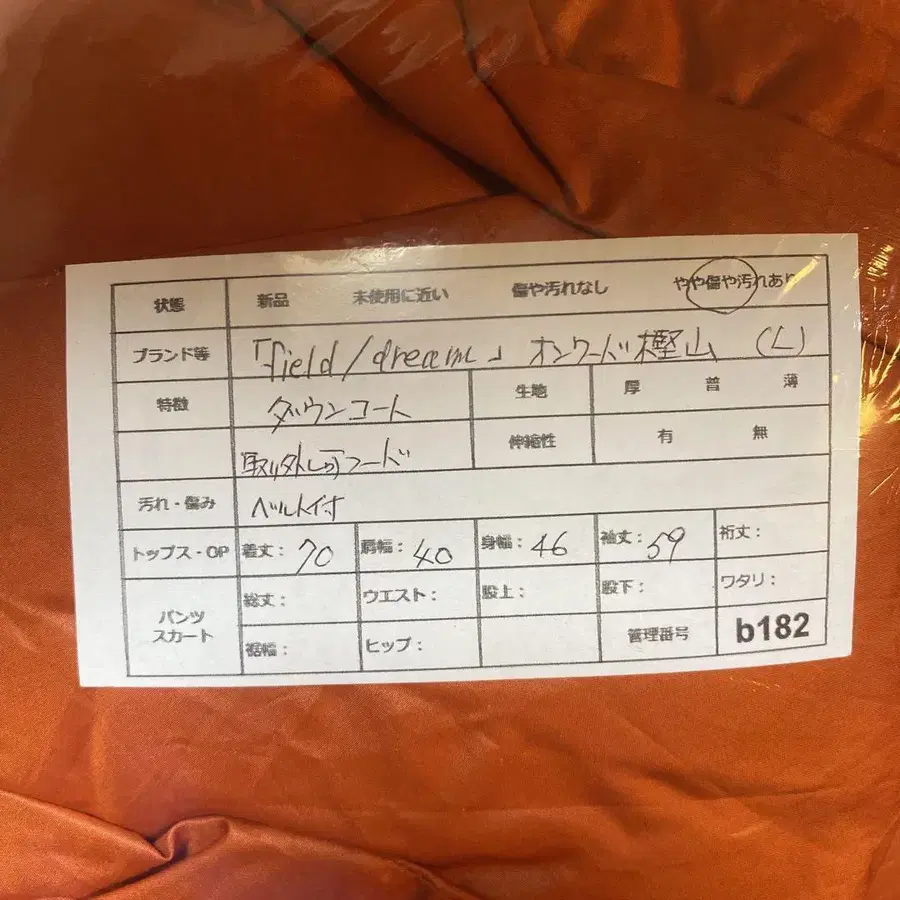 状態 新品 未使用に近い 傷や汚れなし やや傷や汚れあり
ブランド等 「field/dream」 オンワード樫山 (L)
特徴 ダウンコート 生地 厚 普 薄
取り外し可フード 伸縮性 有 無
汚れ・傷み ベルト付
トップス・OP 着丈: 70 肩幅: 40 身幅: 46 袖丈: 59 裄丈:
パンツ スカート 総丈: ウエスト: 股上: 股下: ワタリ:
裾幅: ヒップ: 管理番号 b182